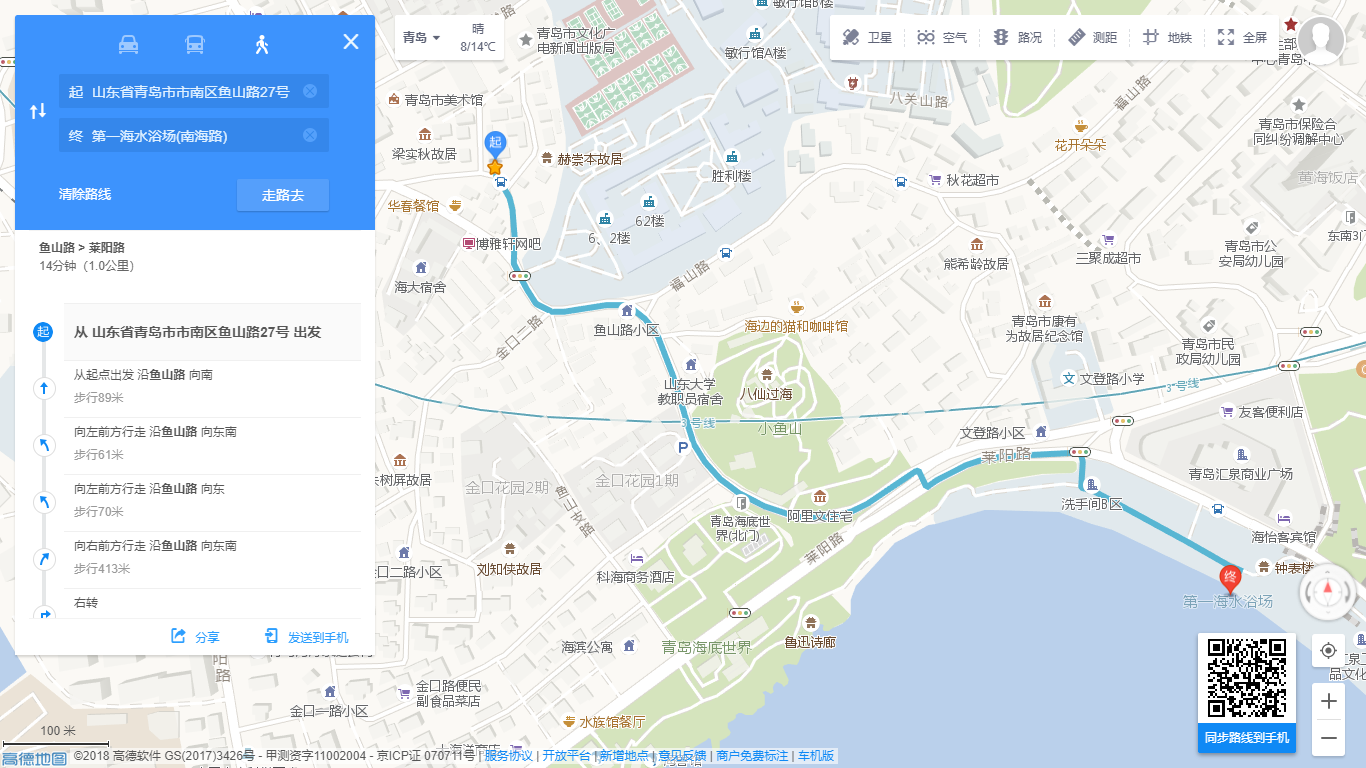 起 山东省青岛市市南区鱼山路27号
终 第一海水浴场(南海路)
清除路线
走路去
鱼山路 > 莱阳路
14分钟（1.0公里）
起 从 山东省青岛市市南区鱼山路27号 出发
从起点出发 沿鱼山路 向南
步行89米
向左前方行走 沿鱼山路 向东南
步行61米
向左前方行走 沿鱼山路 向东
步行70米
向右前方行走 沿鱼山路 向东南
步行413米
右转
分享
发送到手机
青岛
晴
8/14℃
卫星
空气
路况
测距
地铁
全屏
青岛市文化广
电新闻出版局
敏行馆B楼
敏行馆A楼
八关山路
福山路
青岛市美术馆
梁实秋故居
起
赫崇本故居
胜利楼
秋花超市
花开朵朵
青岛市保险合
同纠纷调解中心
黄海饭店
华春餐馆
62楼
6、2楼
博雅轩网吧
海大宿舍
福山路
熊希龄故居
三聚成超市
青岛市公
安局幼儿园
东南3门
金口二路
鱼山路小区
海边的猫和咖啡馆
青岛市康有
为故居纪念馆
青岛市民
政局幼儿园
山东大学
教职员宿舍
八仙过海
文登路小学
3号线
3号线
小鱼山
文登路小区
友客便利店
莱阳路
P
金口花园1期
金口花园2期
青岛汇泉商业广场
鱼山支路
青岛海底世
界(北门)
阿里文住宅
洗手间B区
海怡客宾馆
莱阳路
金口二路小区
刘知侠故居
科海商务酒店
钟表楼
终
第一海水浴场
海滨公寓
青岛海底世界
鲁迅诗廊
金口一路小区
金口路便民
副食品菜店
水族馆餐厅
同步路线到手机
100 米
高德地图
©2018 高德软件 GS(2017)3426号 - 甲测资字11002004 - 京ICP证 070711号 | 服务协议 | 开放平台 | 新增地点 | 意见反馈 | 商户免费标注 | 车机版